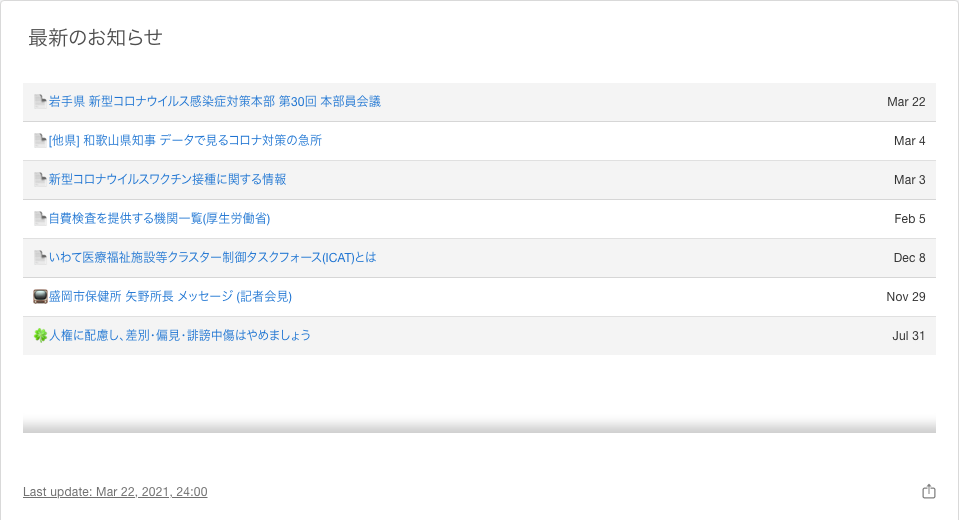 最新のお知らせ
岩手県 新型コロナウイルス感染症対策本部 第30回 本部員会議 Mar 22
[他県] 和歌山県知事 データで見るコロナ対策の急所 Mar 4
新型コロナウイルスワクチン接種に関する情報 Mar 3
自費検査を提供する機関一覧(厚生労働省) Feb 5
いわて医療福祉施設等クラスター制御タスクフォース(ICAT)とは Dec 8
盛岡市保健所 矢野所長 メッセージ (記者会見) Nov 29
人権に配慮し、差別・偏見・誹謗中傷はやめましょう Jul 31
Last update: Mar 22, 2021, 24:00